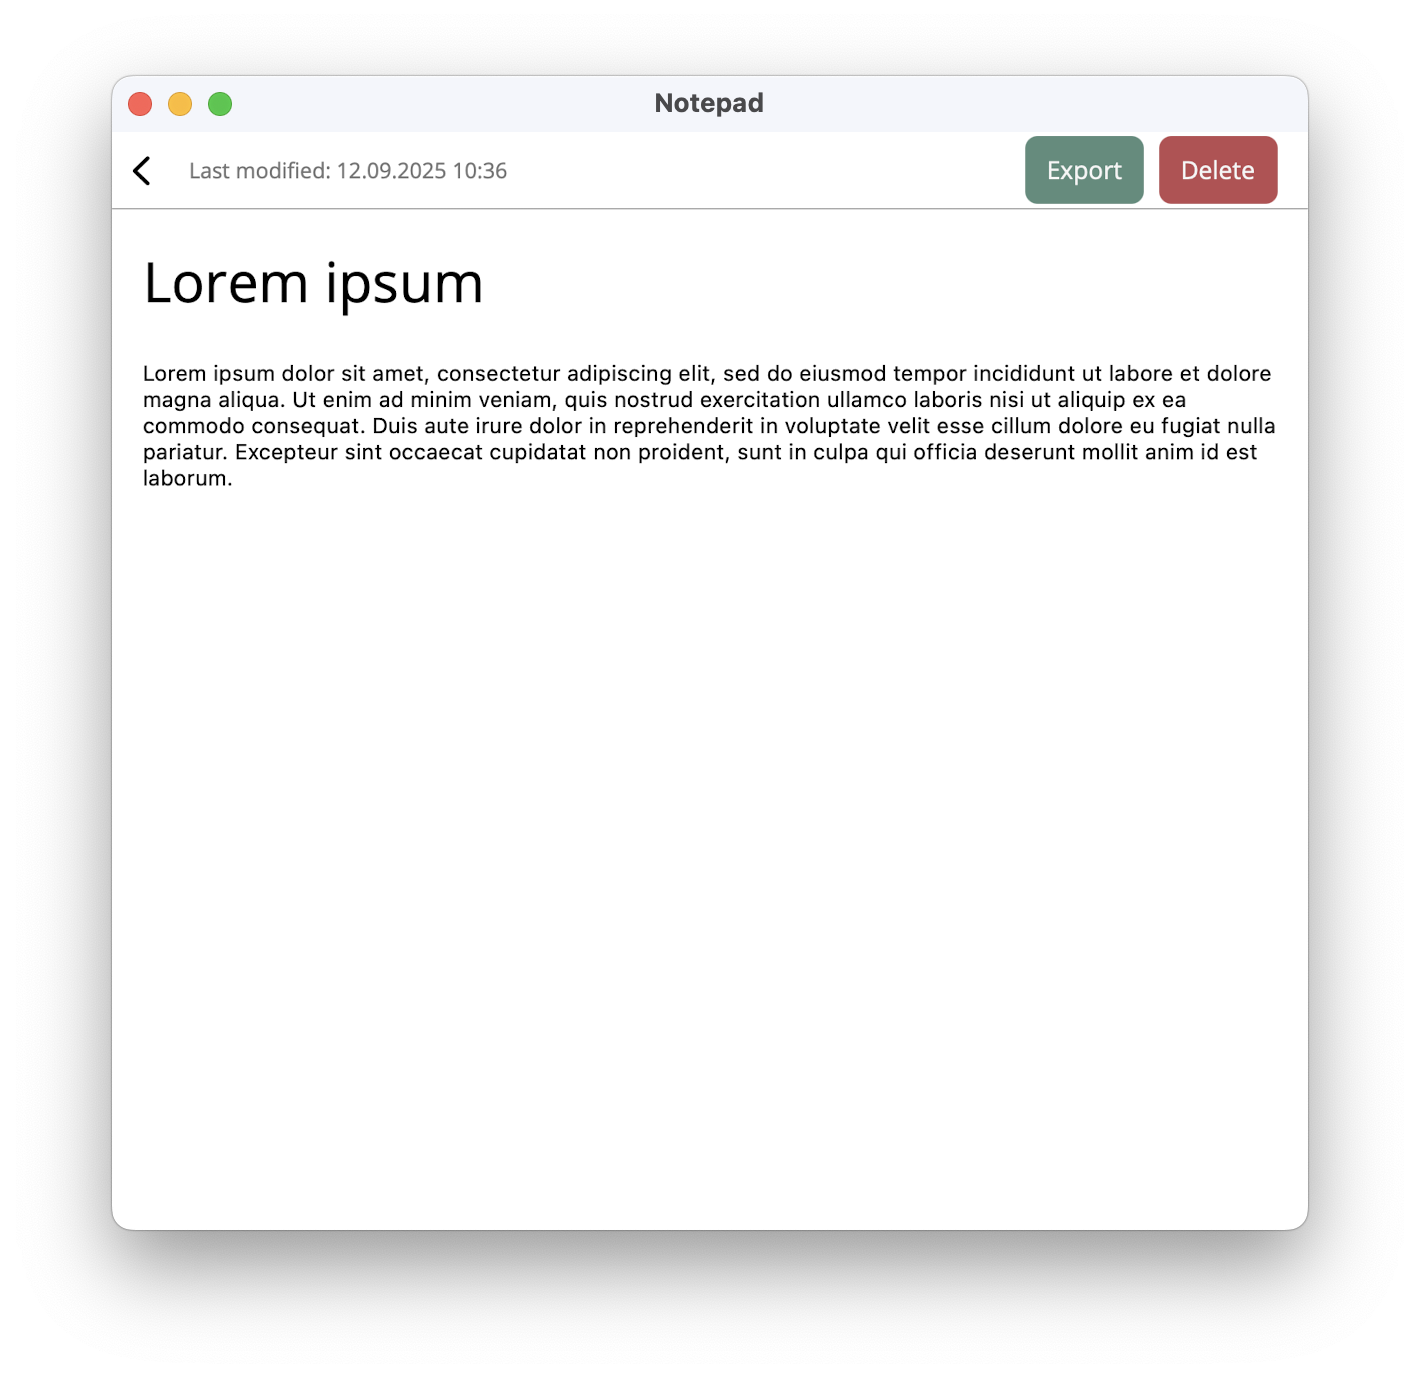 Notepad
Last modified: 12.09.2025 10:36
Export
Delete
Lorem ipsum
Lorem ipsum dolor sit amet, consectetur adipiscing elit, sed do eiusmod tempor incididunt ut labore et dolore
magna aliqua. Ut enim ad minim veniam, quis nostrud exercitation ullamco laboris nisi ut aliquip ex ea
commodo consequat. Duis aute irure dolor in reprehenderit in voluptate velit esse cillum dolore eu fugiat nulla
pariatur. Excepteur sint occaecat cupidatat non proident, sunt in culpa qui officia deserunt mollit anim id est
laborum.